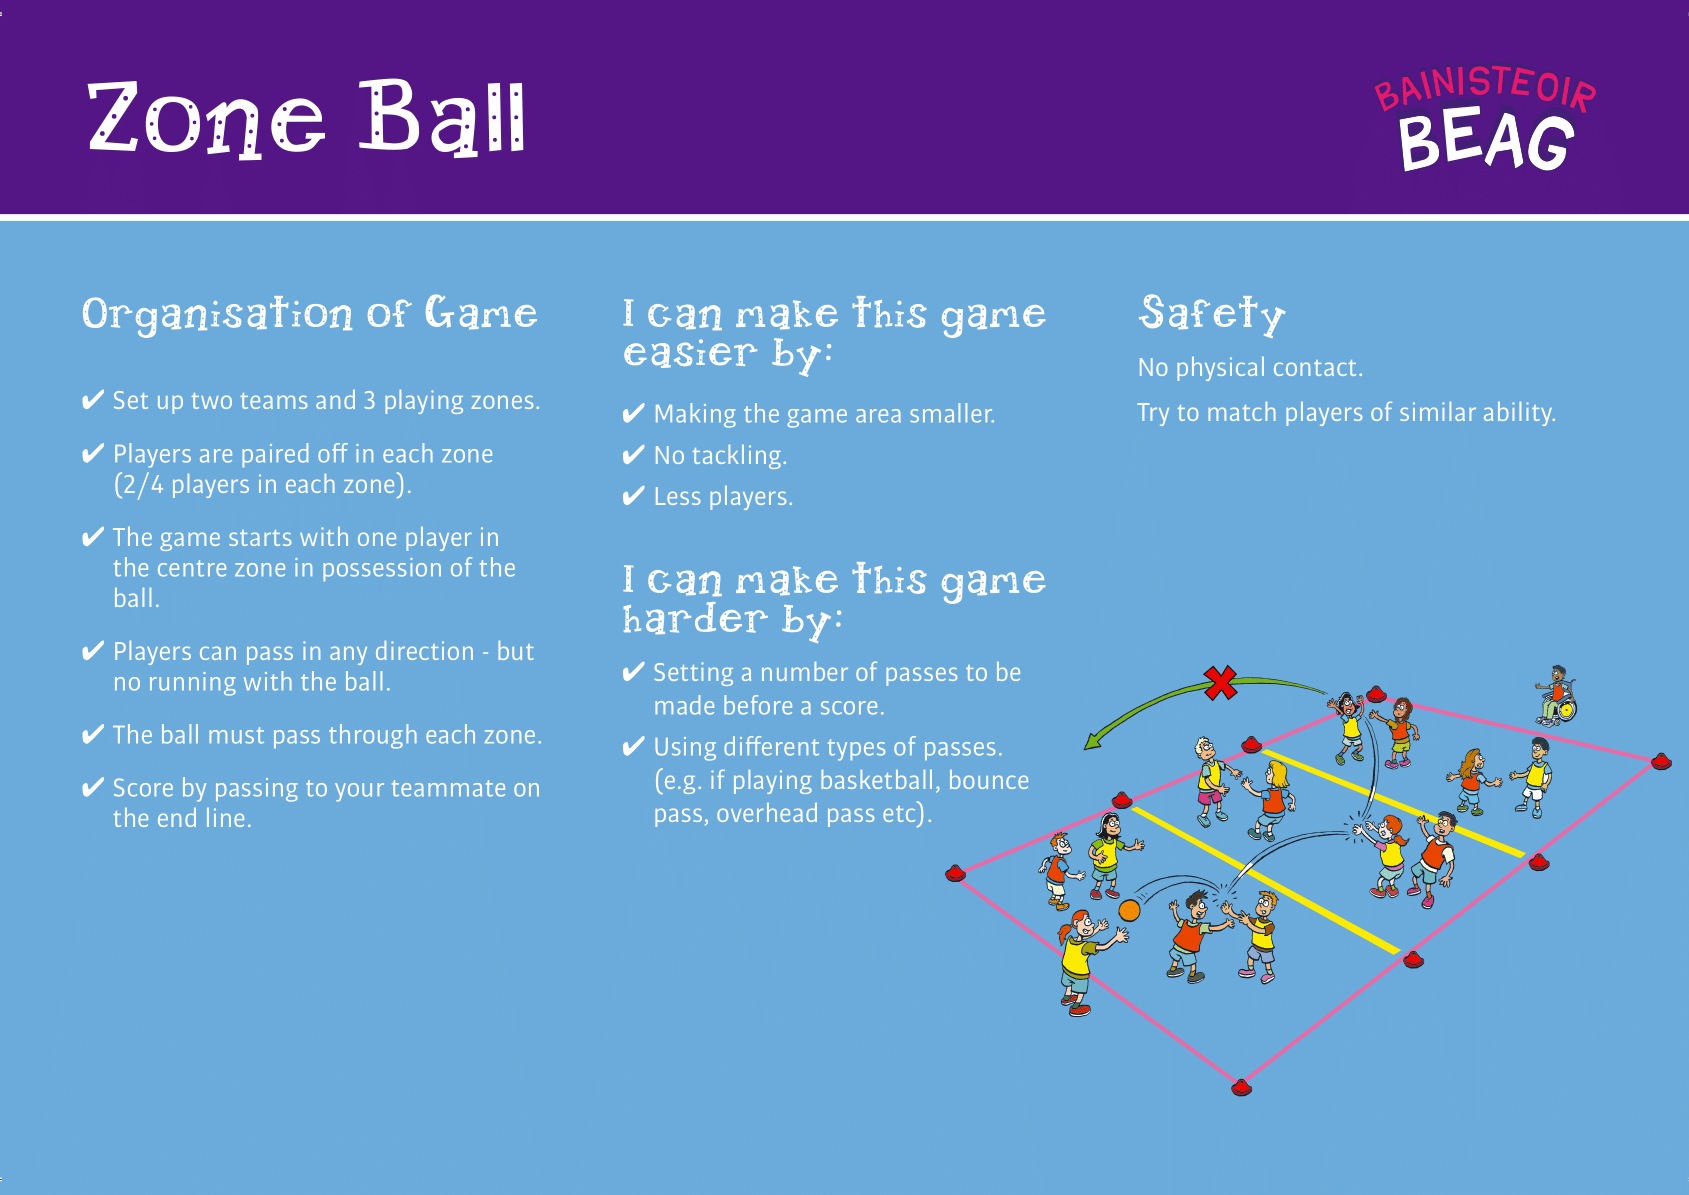 Zone Ball
BAINISTEOIR
BEAG
Organisation of Game
✔ Set up two teams and 3 playing zones.
✔ Players are paired off in each zone
(2/4 players in each zone).
✔ The game starts with one player in
the centre zone in possession of the
ball.
✔ Players can pass in any direction - but
no running with the ball.
✔ The ball must pass through each zone.
✔ Score by passing to your teammate on
the end line.
I can make this game
easier by:
✔ Making the game area smaller.
✔ No tackling.
✔ Less players.
I can make this game
harder by:
✔ Setting a number of passes to be
made before a score.
✔ Using different types of passes.
(e.g. if playing basketball, bounce
pass, overhead pass etc).
Safety
No physical contact.
Try to match players of similar ability.